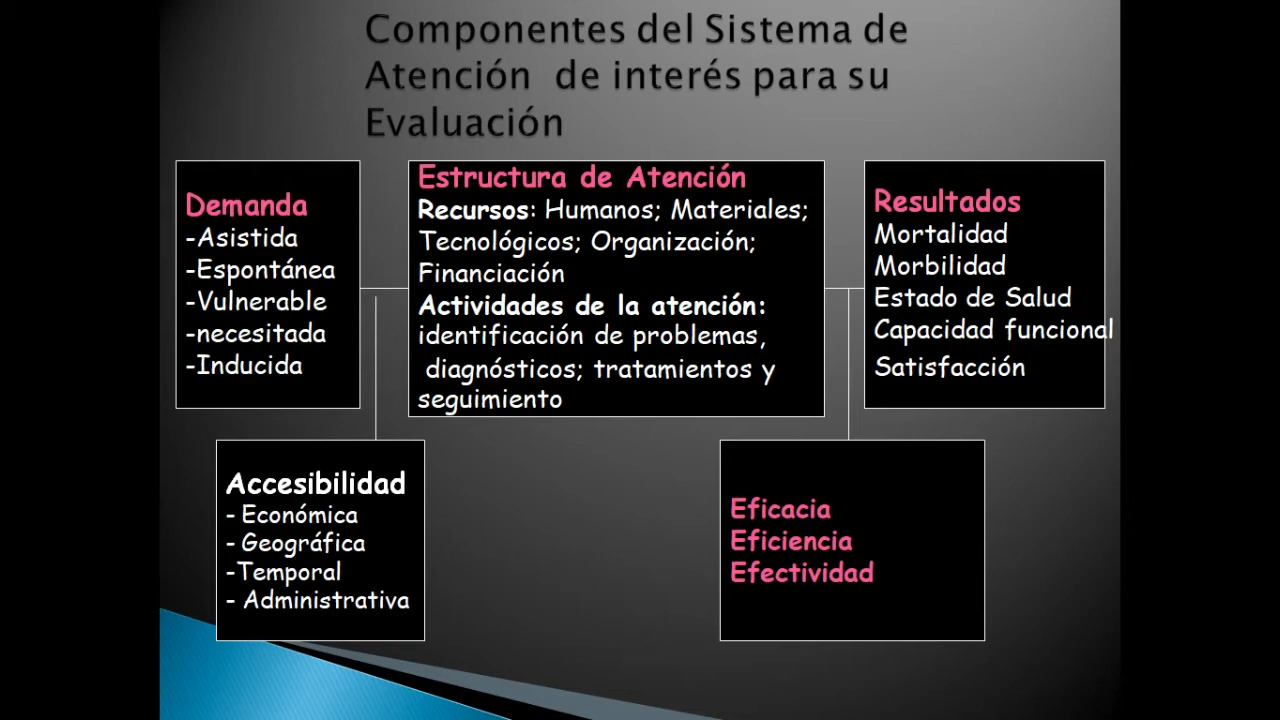 Componentes del Sistema de
Atención de interés para su
Evaluación
Demanda
-Asistida
-Espontánea
-Vulnerable
-necesitada
-Inducida
Estructura de Atención
Recursos: Humanos; Materiales;
Tecnológicos; Organización;
Financiación
Actividades de la atención:
identificación de problemas,
diagnósticos; tratamientos y
seguimiento
Resultados
Mortalidad
Morbilidad
Estado de Salud
Capacidad funcional
Satisfacción
Accesibilidad
- Económica
- Geográfica
-Temporal
- Administrativa
Eficacia
Eficiencia
Efectividad